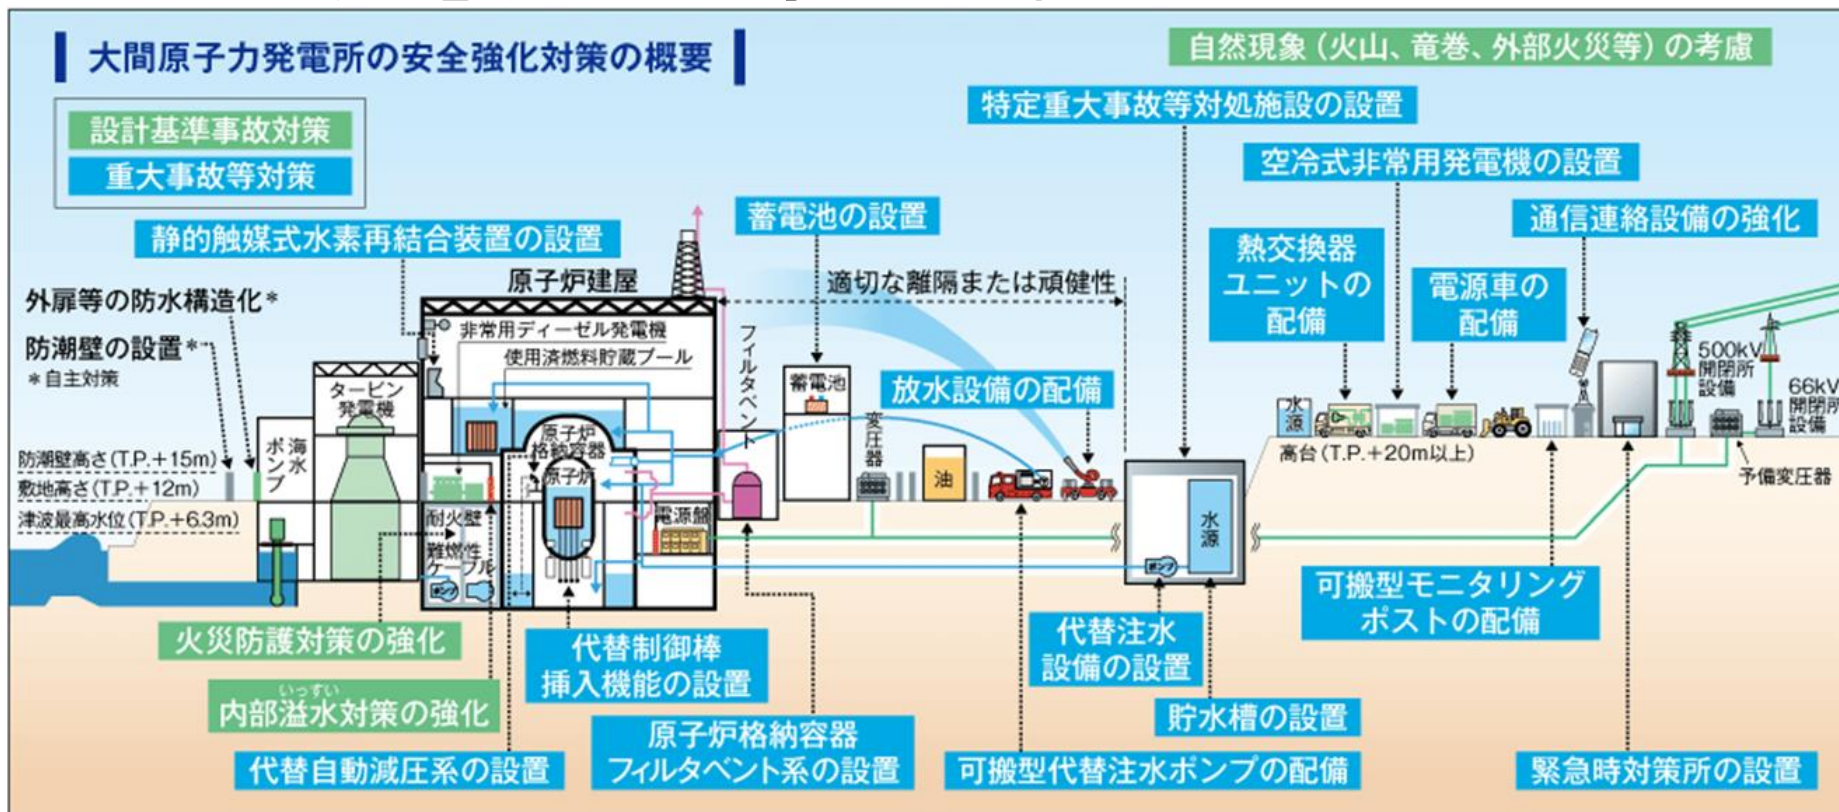 大間原子力発電所の安全強化対策の概要
自然現象(火山、竜巻、外部火災等)の考慮
設計基準事故対策
重大事故等対策
特定重大事故等対処施設の設置
空冷式非常用発電機の設置
静的触媒式水素再結合装置の設置
蓄電池の設置
熱交換器
ユニットの
配備
電源車の
配備
通信連絡設備の強化
外扉等の防水構造化*
防潮壁の設置*
*自主対策
原子炉建屋
適切な離隔または頑健性
非常用ディーゼル発電機
使用済燃料貯蔵プール
タービン
発電機
海水
ポンプ
原子炉
格納容器
原子炉
フィルタベント
蓄電池
変圧器
油
放水設備の配備
水源
500kV
開閉所
設備
66kV
開閉所
設備
予備変圧器
高台(T.P.+20m以上)
防潮壁高さ(T.P.+15m)
敷地高さ(T.P.+12m)
津波最高水位(T.P.+6.3m)
耐火壁
難燃性
ケーブル
ポンプ
電源盤
水源
ポンプ
火災防護対策の強化
いっすい
内部溢水対策の強化
代替自動減圧系の設置
代替制御棒
挿入機能の設置
原子炉格納容器
フィルタベント系の設置
代替注水
設備の設置
貯水槽の設置
可搬型代替注水ポンプの配備
可搬型モニタリング
ポストの配備
緊急時対策所の設置